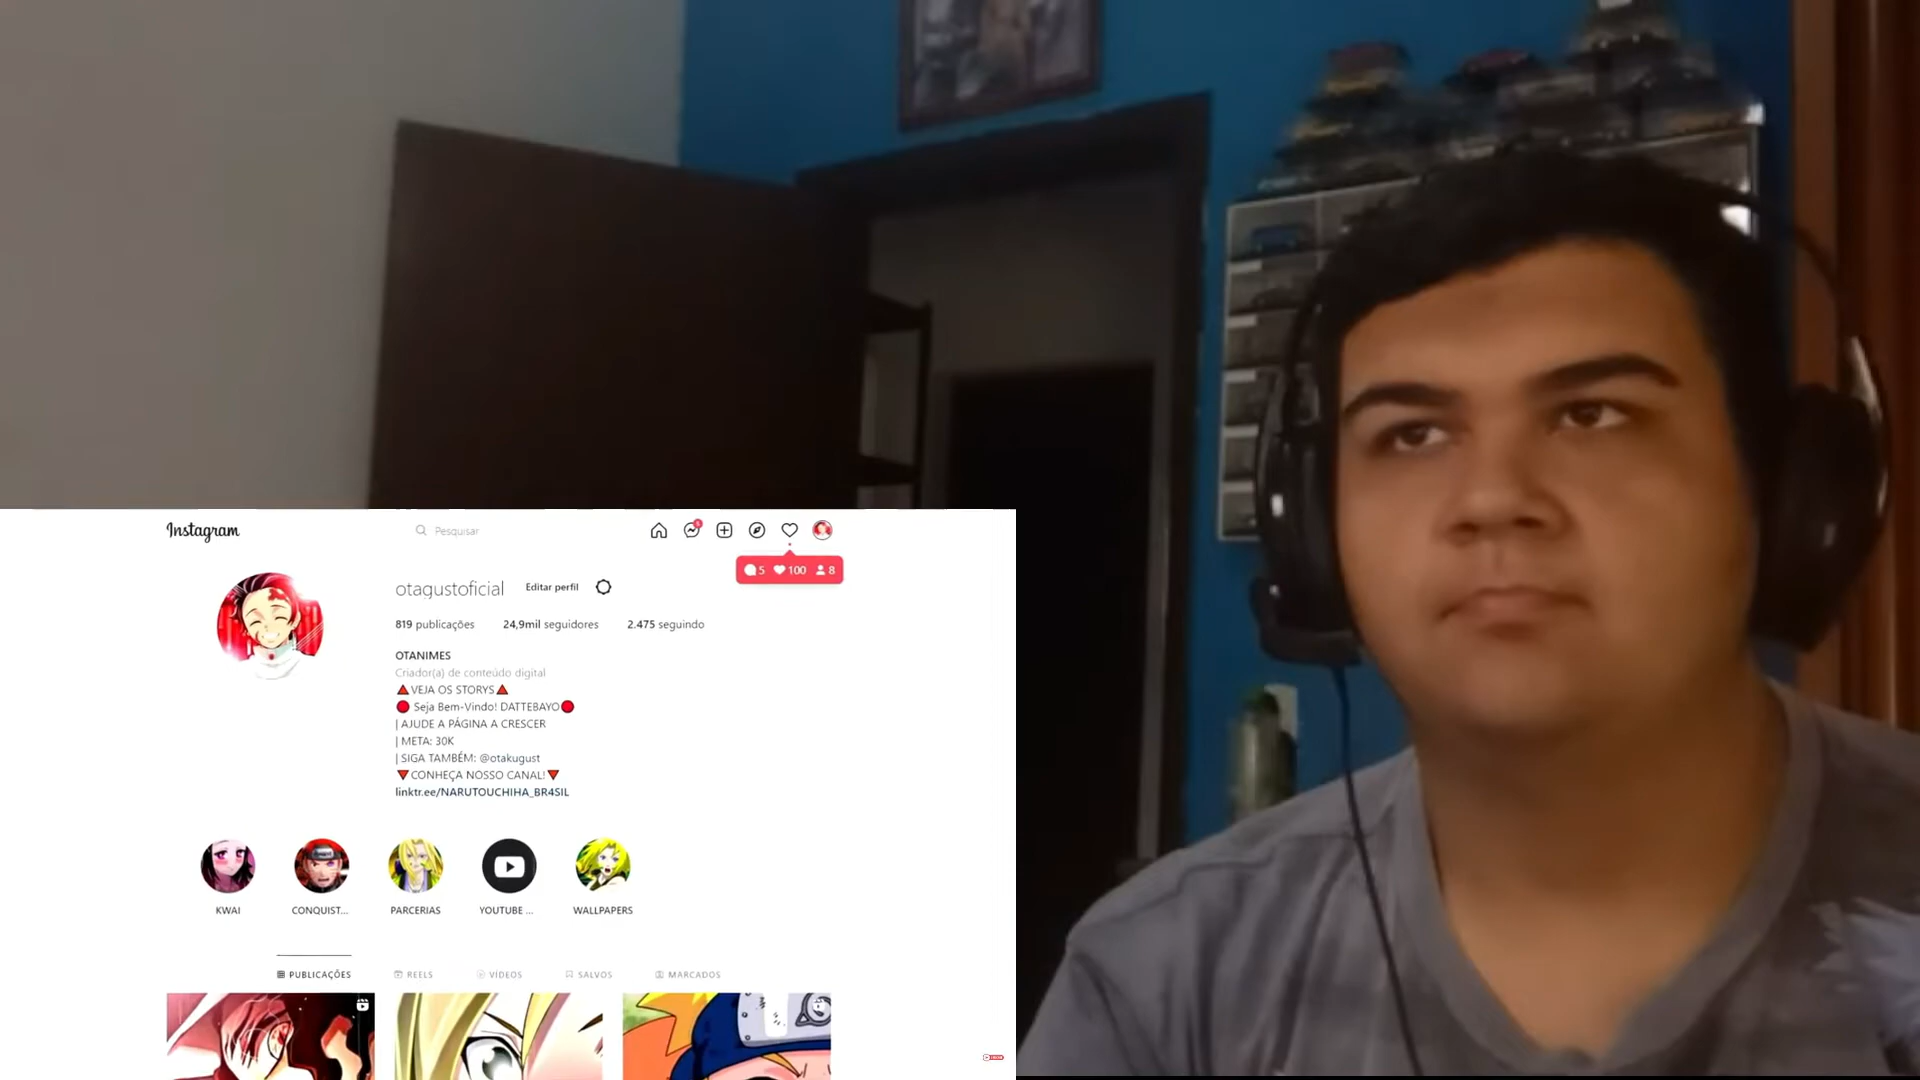 Instagram
Pesquisar
6
5 100 8
otagustoficial Editar perfil
819 publicações 24,9mil seguidores 2.475 seguindo
OTANIMES
Criador(a) de conteúdo digital
🔺VEJA OS STORYS🔺
🔴 Seja Bem-Vindo! DATTEBAYO🔴
| AJUDE A PÁGINA A CRESCER
| META: 30K
| SIGA TAMBÉM: @otakugust
🔻CONHEÇA NOSSO CANAL!🔻
linktr.ee/NARUTOUCHIHA_BR4SIL
KWAI CONQUIST... PARCERIAS YOUTUBE ... WALLPAPERS
PUBLICAÇÕES REELS VÍDEOS SALVOS MARCADOS